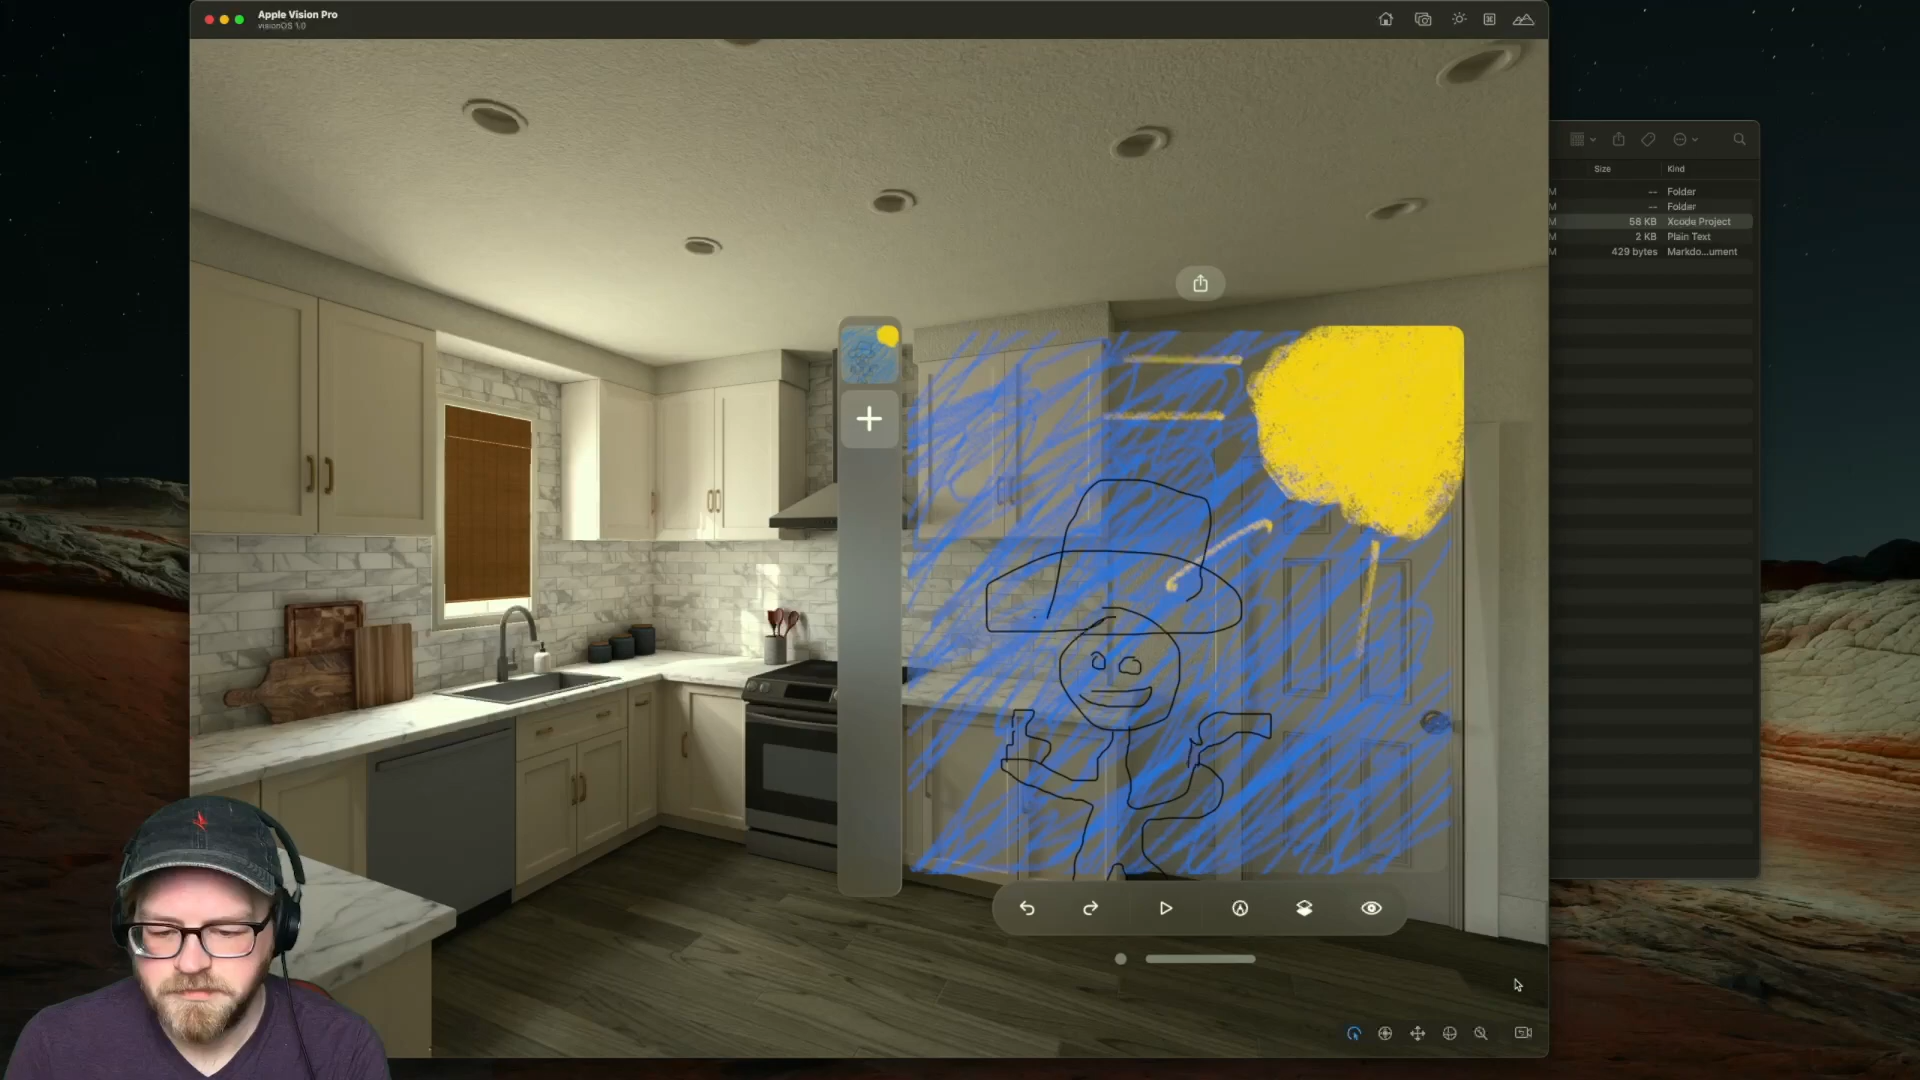 Apple Vision Pro
visionOS 1.0
Size Kind
M -- Folder
M -- Folder
M 58 KB Xcode Project
M 2 KB Plain Text
M 429 bytes Markdo...ument